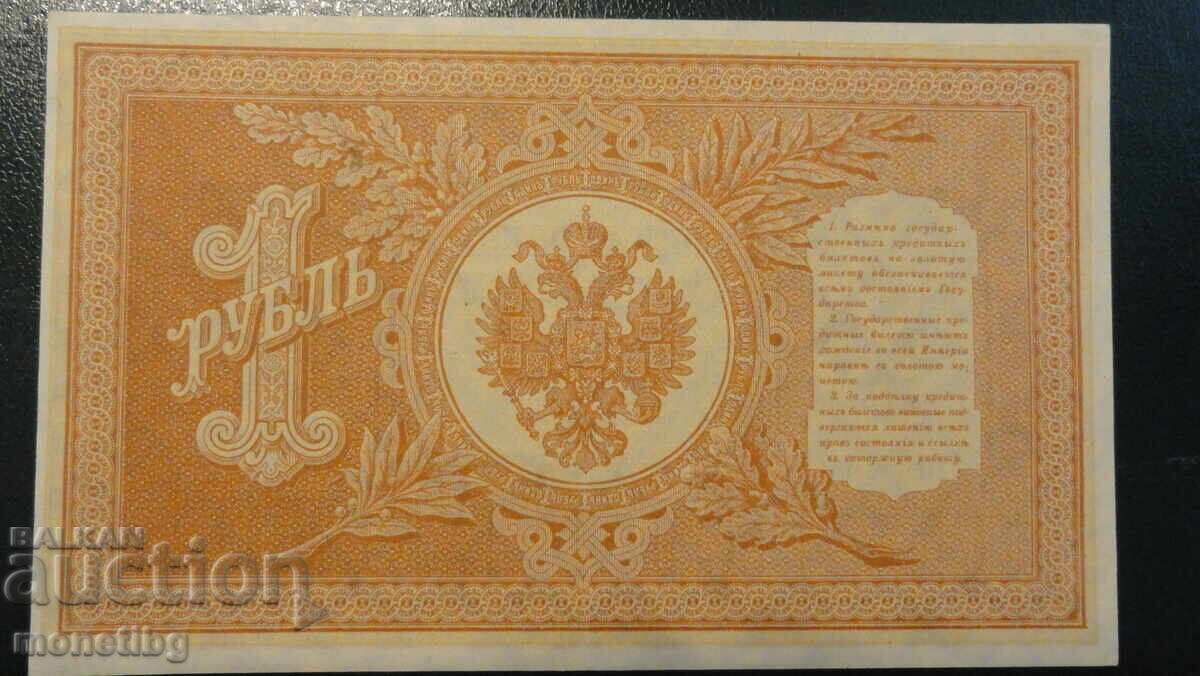 1
РУБЛЬ
1. Размѣнъ государ-
ственныхъ кредитныхъ
билетовъ на золотую
монету обезпечивается
всѣмъ достояніемъ Госу-
дарства.
2. Государственные кре-
дитные билеты имѣютъ
хожденіе во всей Имперіи
наравнѣ съ золотою мо-
нетою.
3. За поддѣлку кредит-
ныхъ билетовъ виновные под-
вергаются лишенію всѣхъ
правъ состоянія и ссылкѣ
въ каторжную работу.
BALKAN
auction
monetibg